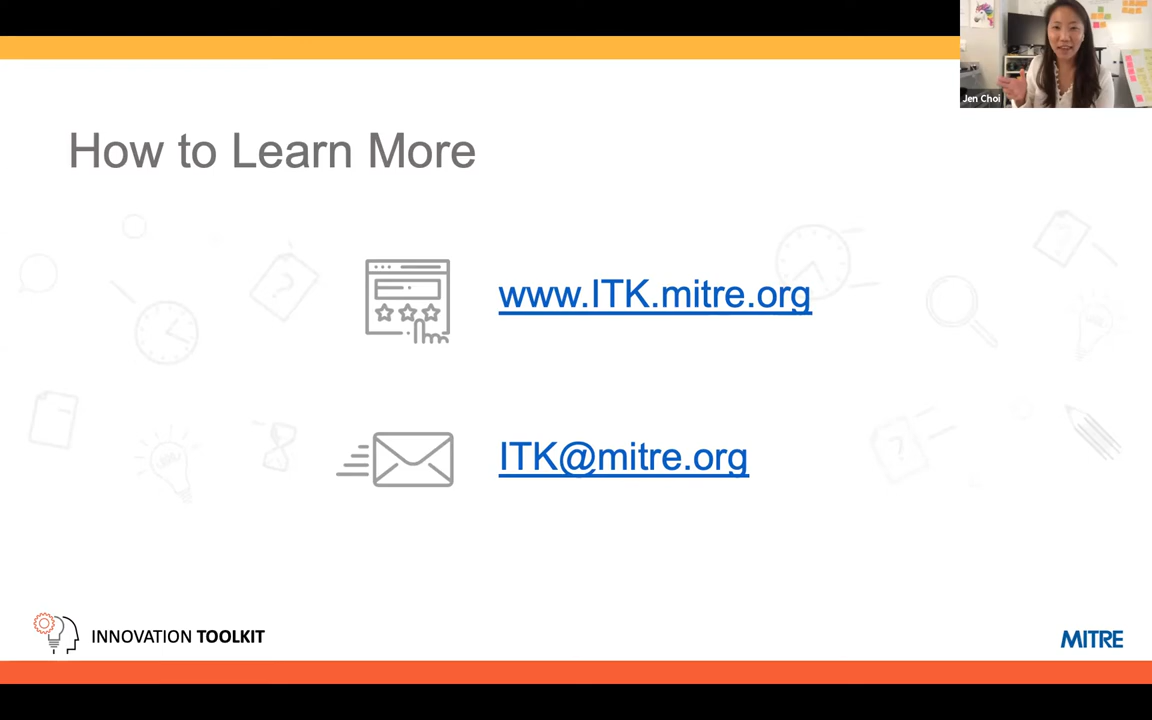 Jen Choi
How to Learn More
www.ITK.mitre.org
ITK@mitre.org
INNOVATION TOOLKIT
MITRE